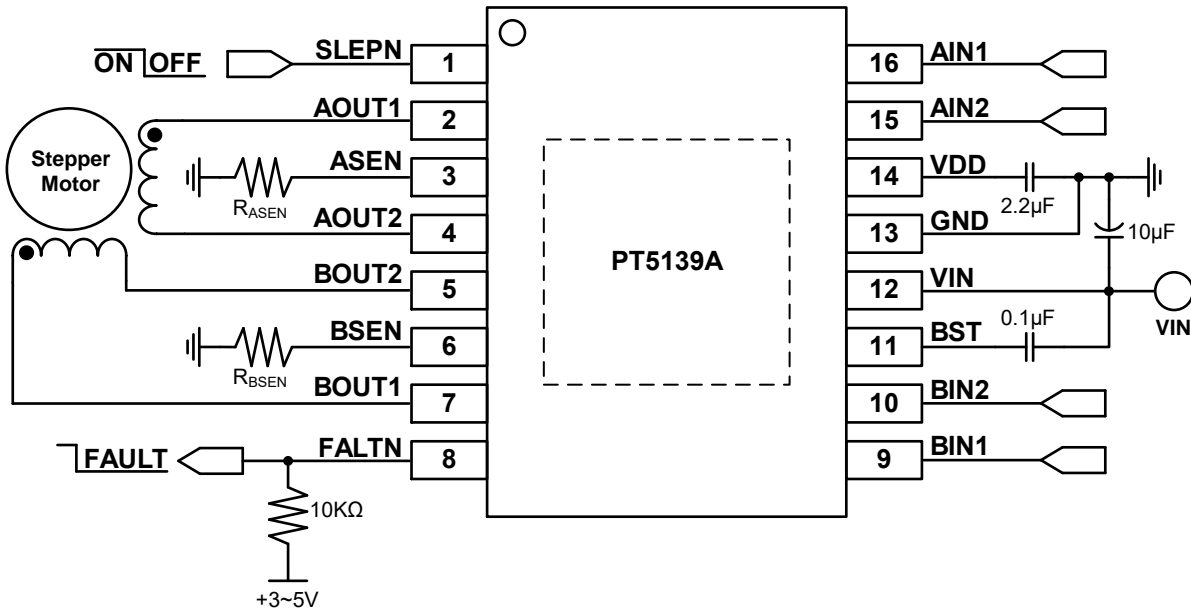 ON OFF
SLEPN 1
16 AIN1
AOUT1 2
15 AIN2
Stepper
Motor
ASEN 3
14 VDD
RASEN
2.2µF
AOUT2 4
13 GND
10µF
PT5139A
BOUT2 5
12 VIN
VIN
0.1µF
BSEN 6
11 BST
RBSEN
BOUT1 7
10 BIN2
FAULT
FALTN 8
9 BIN1
10KΩ
+3~5V